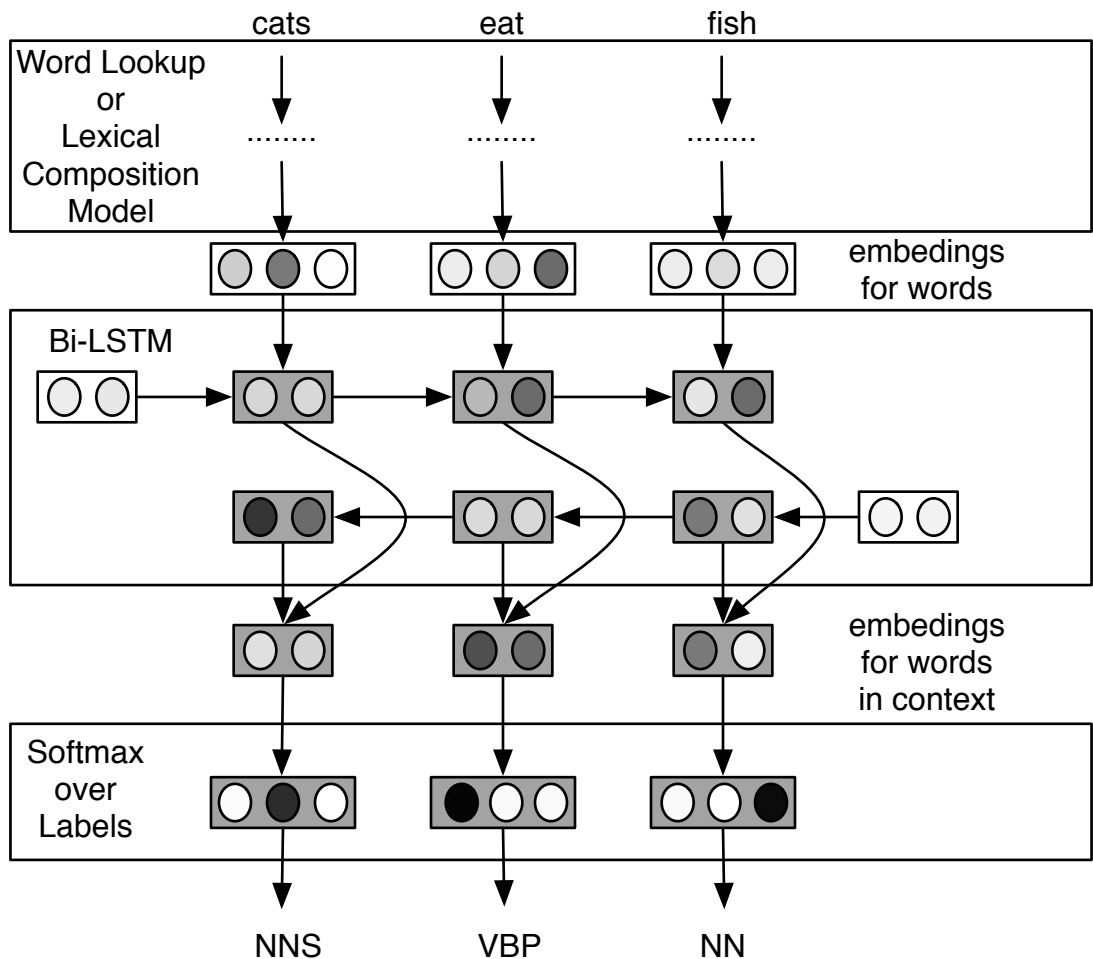 cats eat fish
Word Lookup
or
Lexical
Composition
Model
........ ........ ........
embedings
for words
Bi-LSTM
embedings
for words
in context
Softmax
over
Labels
NNS VBP NN